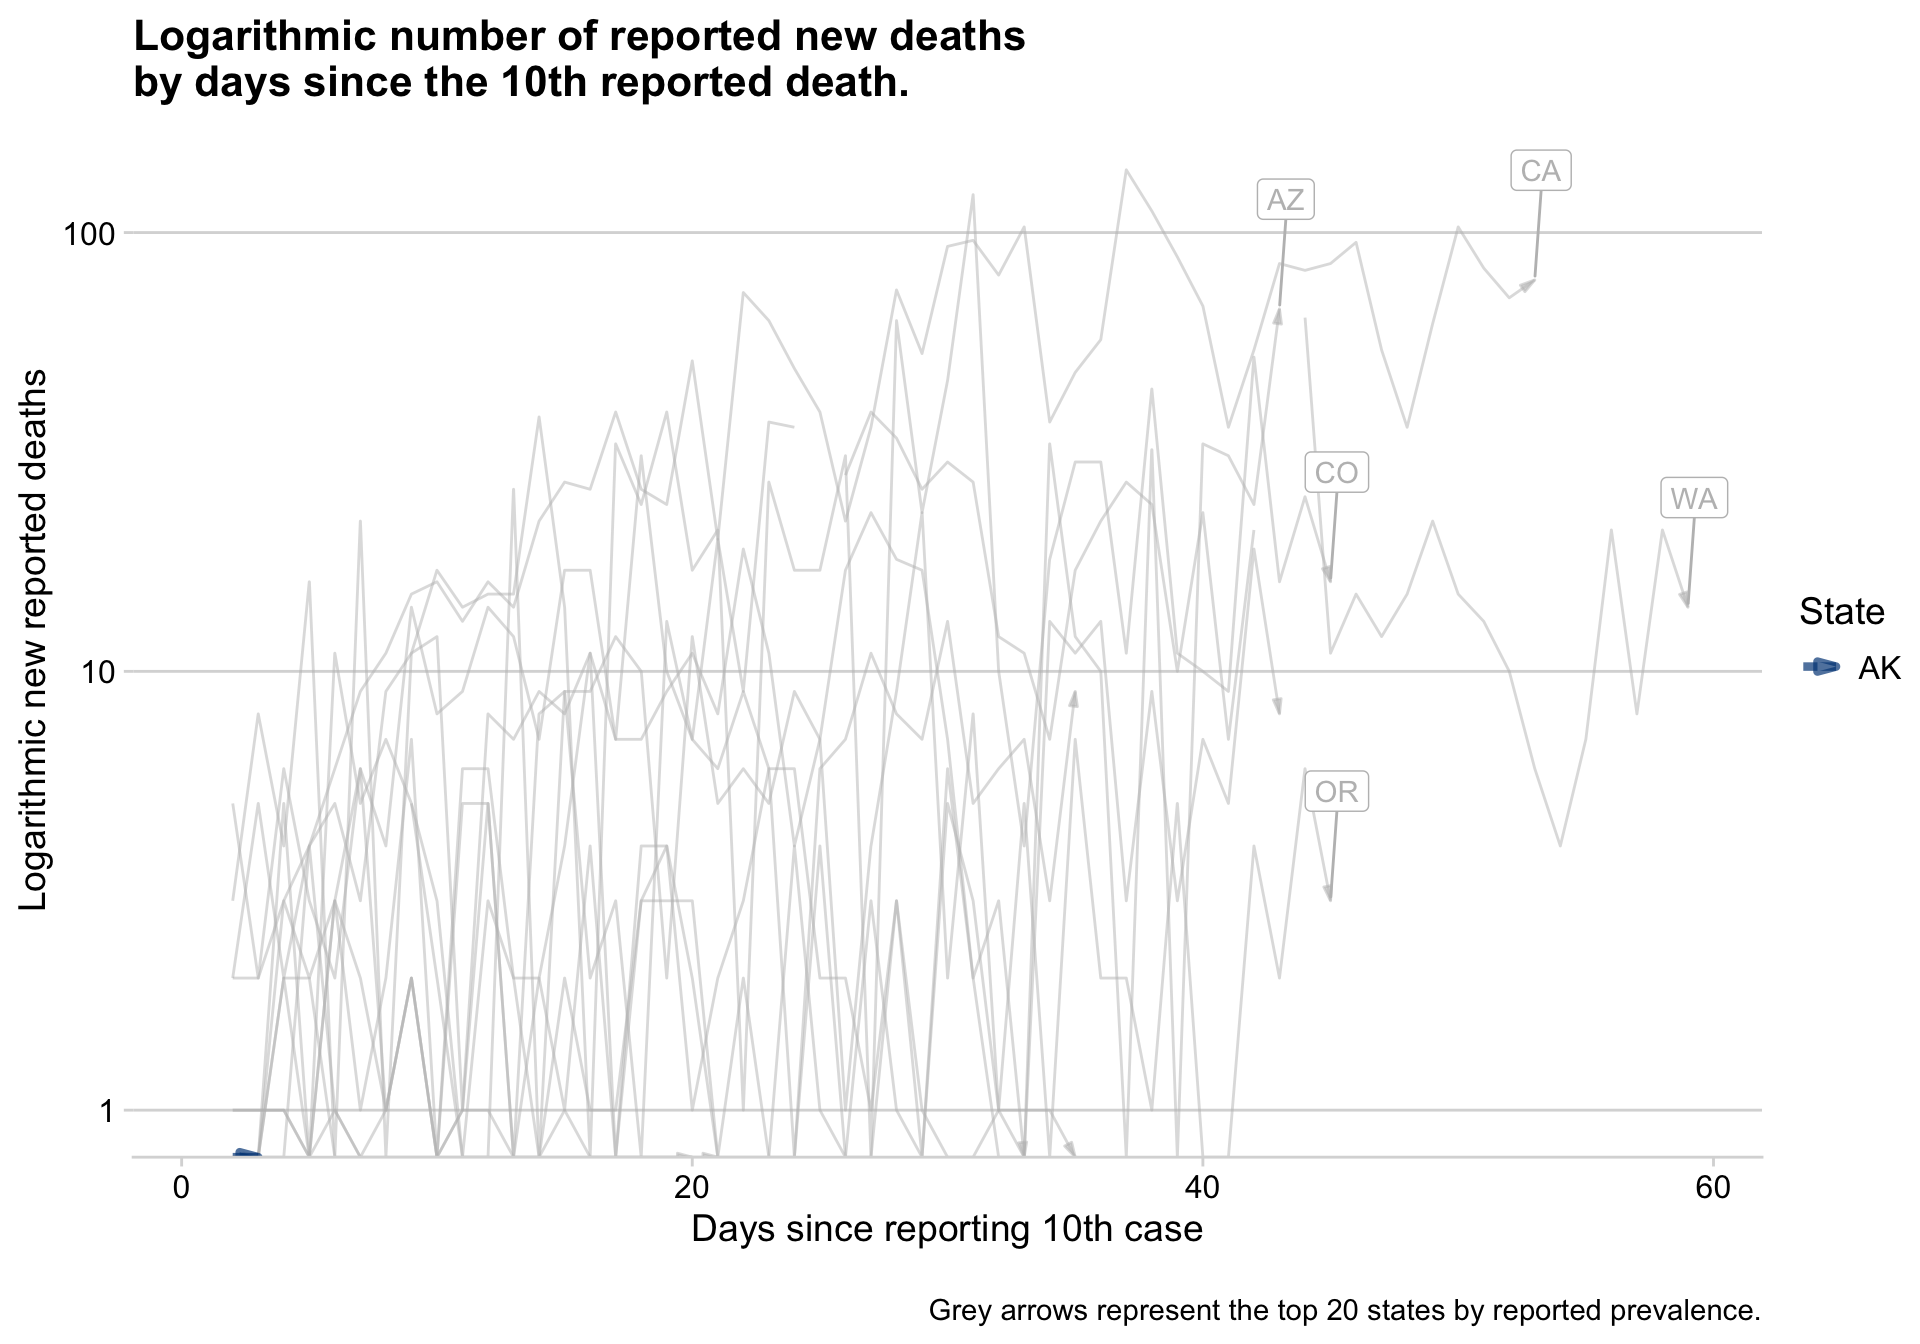 Logarithmic number of reported new deaths
by days since the 10th reported death.
Logarithmic new reported deaths
100
10
1
CA
AZ
CO
WA
OR
State
AK
0 20 40 60
Days since reporting 10th case
Grey arrows represent the top 20 states by reported prevalence.